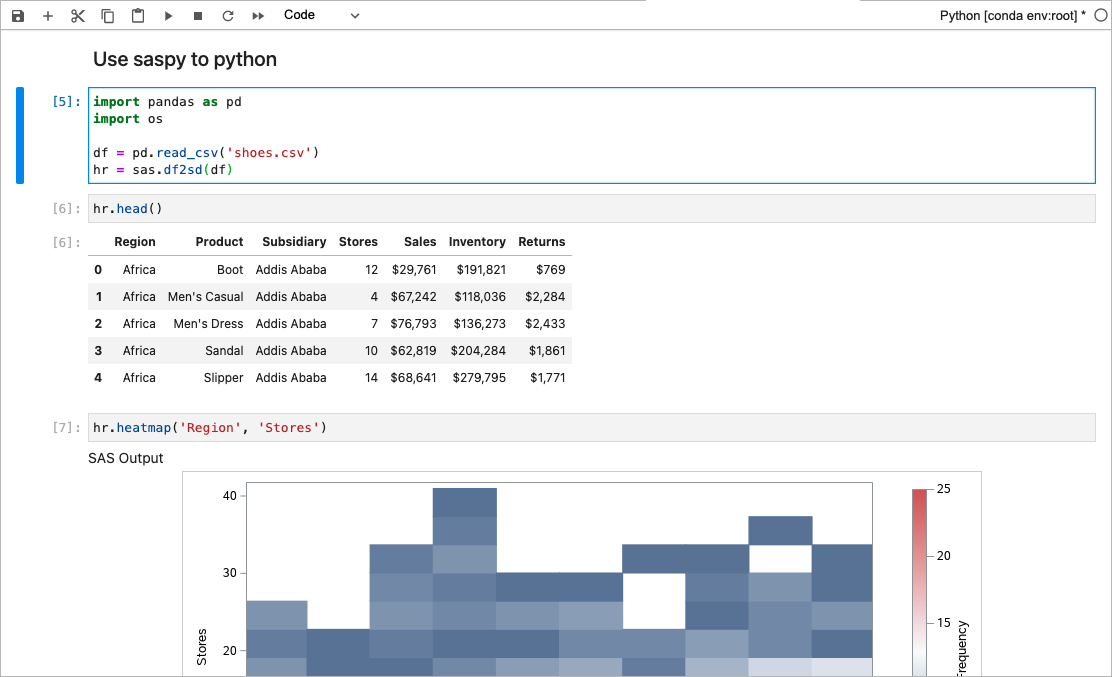 Code
Python [conda env:root] *
Use saspy to python
[5]:
import pandas as pd
import os
df = pd.read_csv('shoes.csv')
hr = sas.df2sd(df)
[6]:
hr.head()
[6]:
Region Product Subsidiary Stores Sales Inventory Returns
0 Africa Boot Addis Ababa 12 $29,761 $191,821 $769
1 Africa Men's Casual Addis Ababa 4 $67,242 $118,036 $2,284
2 Africa Men's Dress Addis Ababa 7 $76,793 $136,273 $2,433
3 Africa Sandal Addis Ababa 10 $62,819 $204,284 $1,861
4 Africa Slipper Addis Ababa 14 $68,641 $279,795 $1,771
[7]:
hr.heatmap('Region', 'Stores')
SAS Output
40
30
20
Stores
25
20
15
Frequency